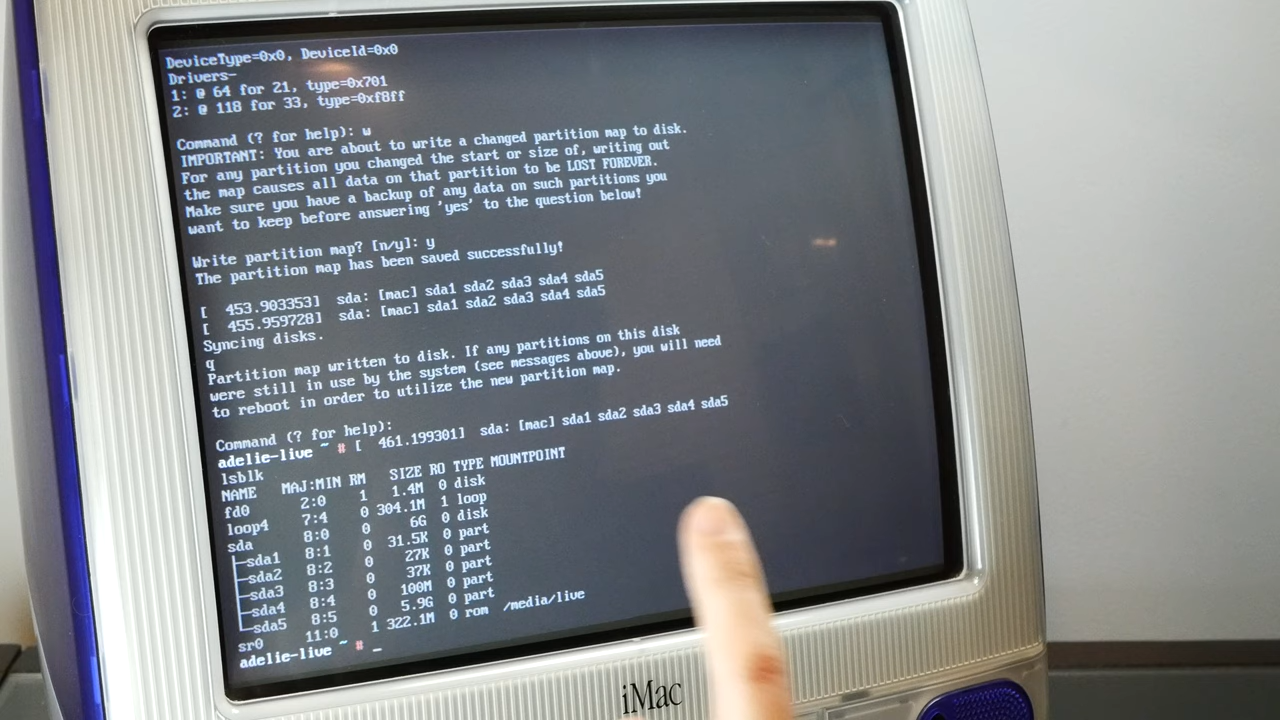 DeviceType=0x0, DeviceId=0x0
Drivers-
1: @ 64 for 21, type=0x701
2: @ 118 for 33, type=0xf8ff
Command (? for help): w
IMPORTANT: You are about to write a changed partition map to disk.
For any partition you changed the start or size of, writing out
the map causes all data on that partition to be LOST FOREVER.
Make sure you have a backup of any data on such partitions you
want to keep before answering 'yes' to the question below!
Write partition map? [n/y]: y
The partition map has been saved successfully!
[  453.903353]  sda: [mac] sda1 sda2 sda3 sda4 sda5
[  455.959728]  sda: [mac] sda1 sda2 sda3 sda4 sda5
Syncing disks.
q
Partition map written to disk. If any partitions on this disk
were still in use by the system (see messages above), you will need
to reboot in order to utilize the new partition map.
Command (? for help):
adelie-live ~ # [  461.199301]  sda: [mac] sda1 sda2 sda3 sda4 sda5
lsblk
NAME   MAJ:MIN RM   SIZE RO TYPE MOUNTPOINT
fd0      2:0    1   1.4M  0 disk
loop4    7:4    0 304.1M  1 loop
sda      8:0    0     6G  0 disk
├─sda1   8:1    0  31.5K  0 part
├─sda2   8:2    0    27K  0 part
├─sda3   8:3    0    37K  0 part
├─sda4   8:4    0   100M  0 part
└─sda5   8:5    0   5.9G  0 part
sr0     11:0    1 322.1M  0 rom  /media/live
adelie-live ~ # _
iMac